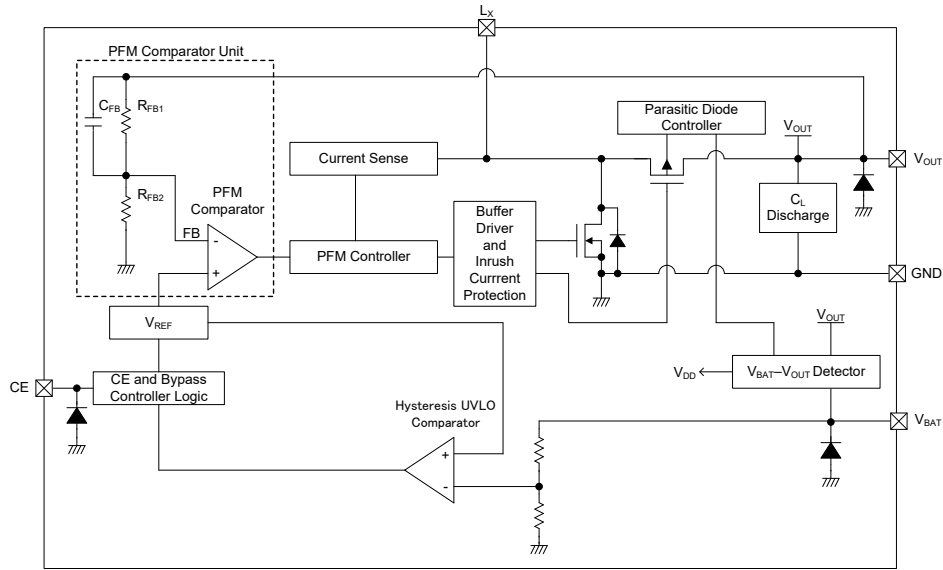 LX
PFM Comparator Unit
CFB
RFB1
RFB2
PFM
Comparator
FB
-
+
Current Sense
PFM Controller
Buffer
Driver
and
Inrush
Currrent
Protection
Parasitic Diode
Controller
VOUT
VOUT
CL
Discharge
GND
VREF
CE
CE and Bypass
Controller Logic
Hysteresis UVLO
Comparator
+
-
VOUT
VDD
VBAT–VOUT Detector
VBAT